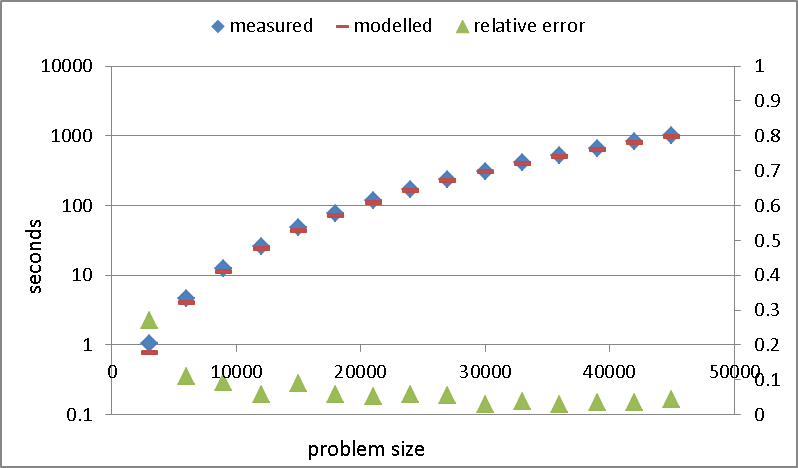 measured modelled relative error
10000 1
0.9
1000 0.8
0.7
100 0.6
0.5
10 0.4
0.3
1 0.2
0 10000 20000 30000 40000 50000
0.1
0.1 0
seconds
problem size